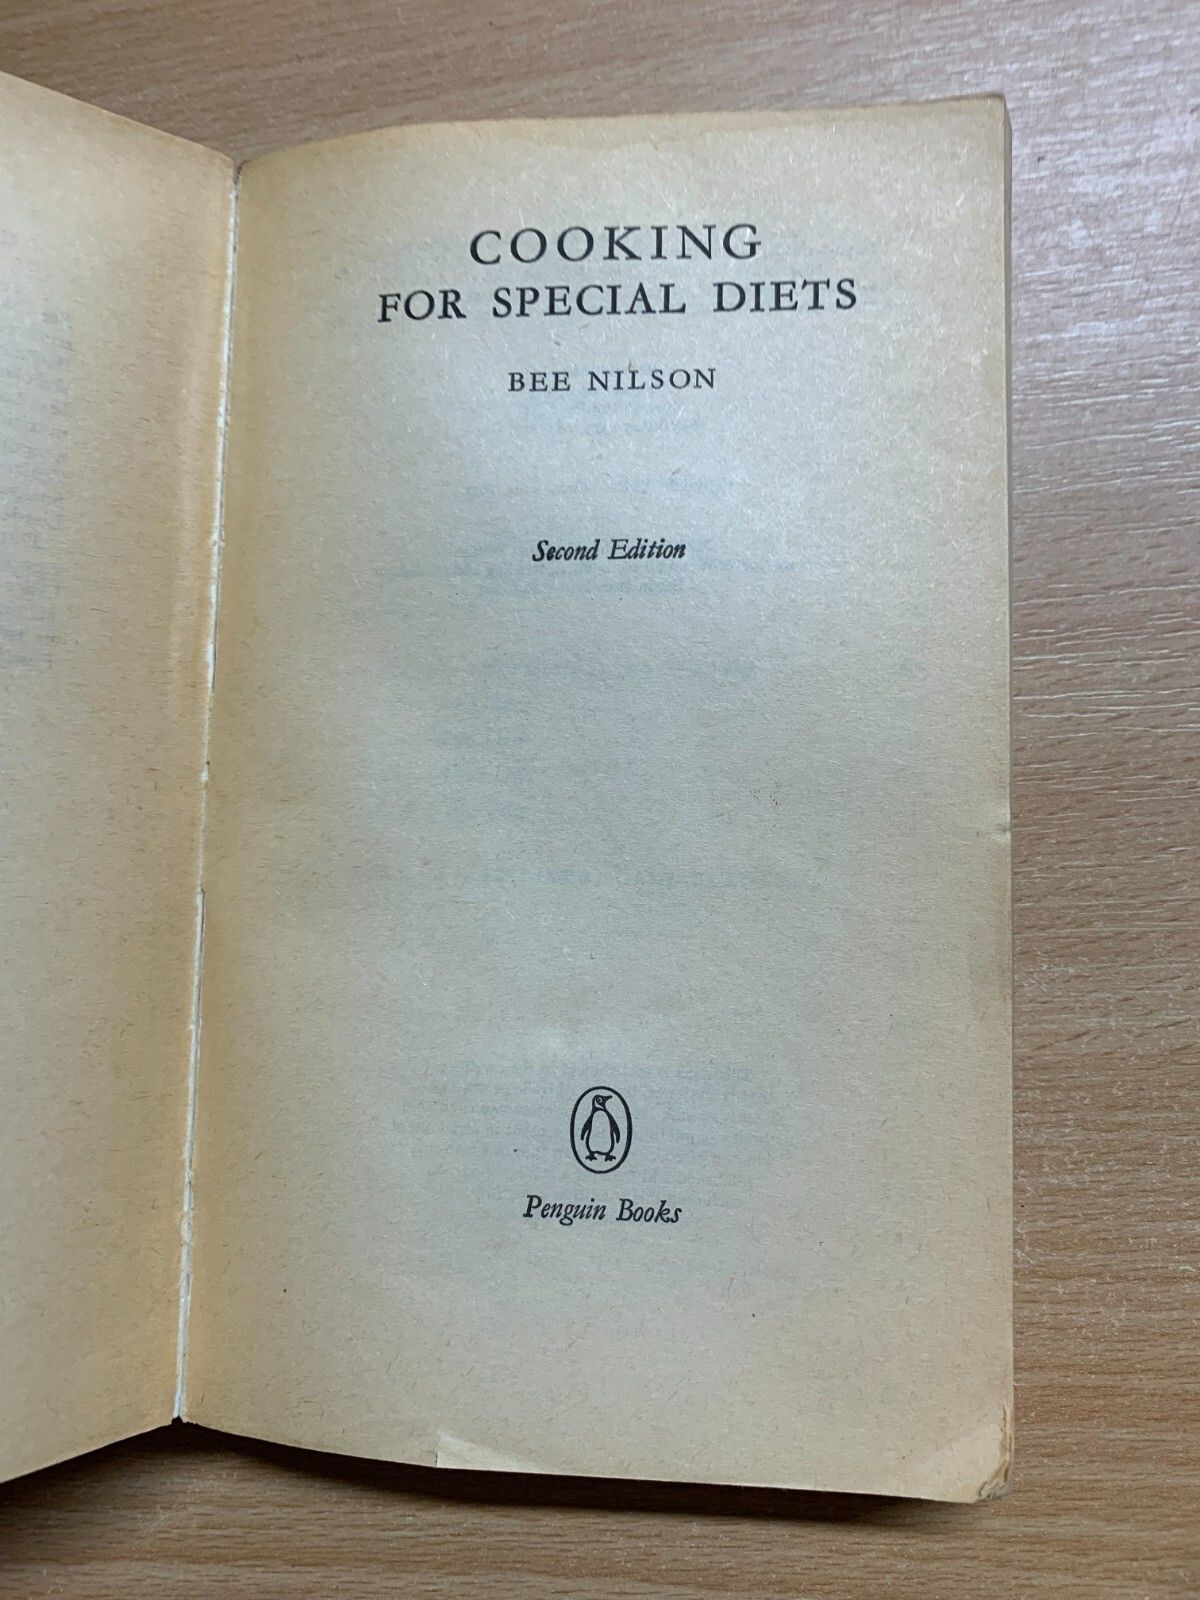 COOKING
FOR SPECIAL DIETS
BEE NILSON
Second Edition
Penguin Books